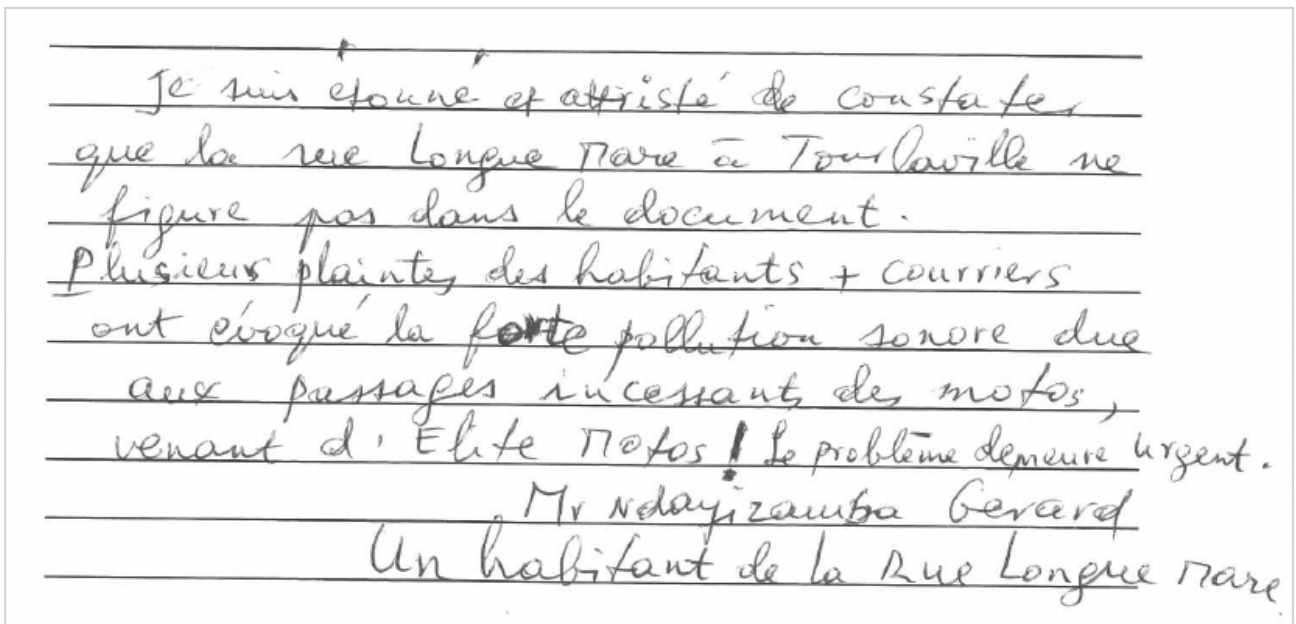 Je suis étonné et attristé de constater
que la rue Longue Mare à Tourlaville ne
figure pas dans le document.
Plusieurs plaintes des habitants + courriers
ont évoqué la forte pollution sonore due
aux passages incessants des motos,
venant d'Elite Motos ! Le problème demeure urgent.
Mr Ndayizamba Gerard
Un habitant de la Rue Longue Mare